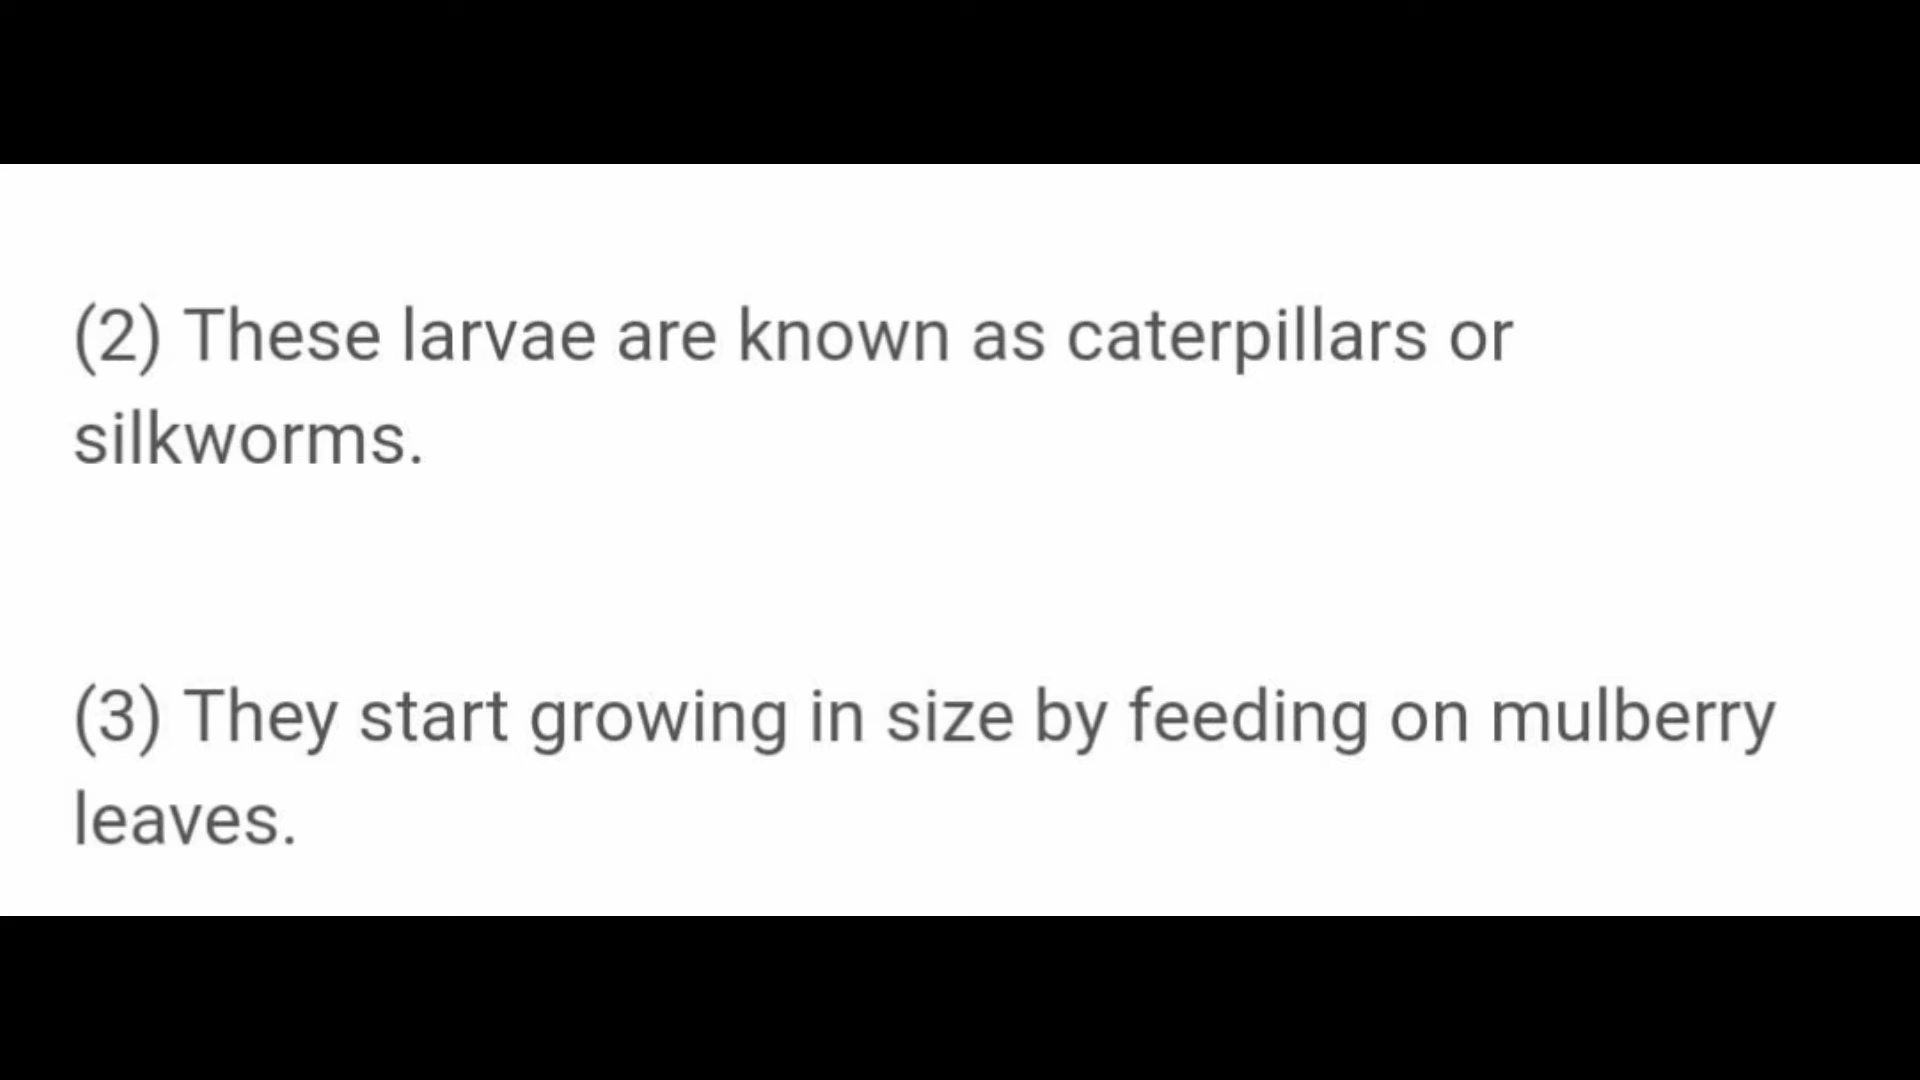 (2) These larvae are known as caterpillars or
silkworms.
(3) They start growing in size by feeding on mulberry
leaves.